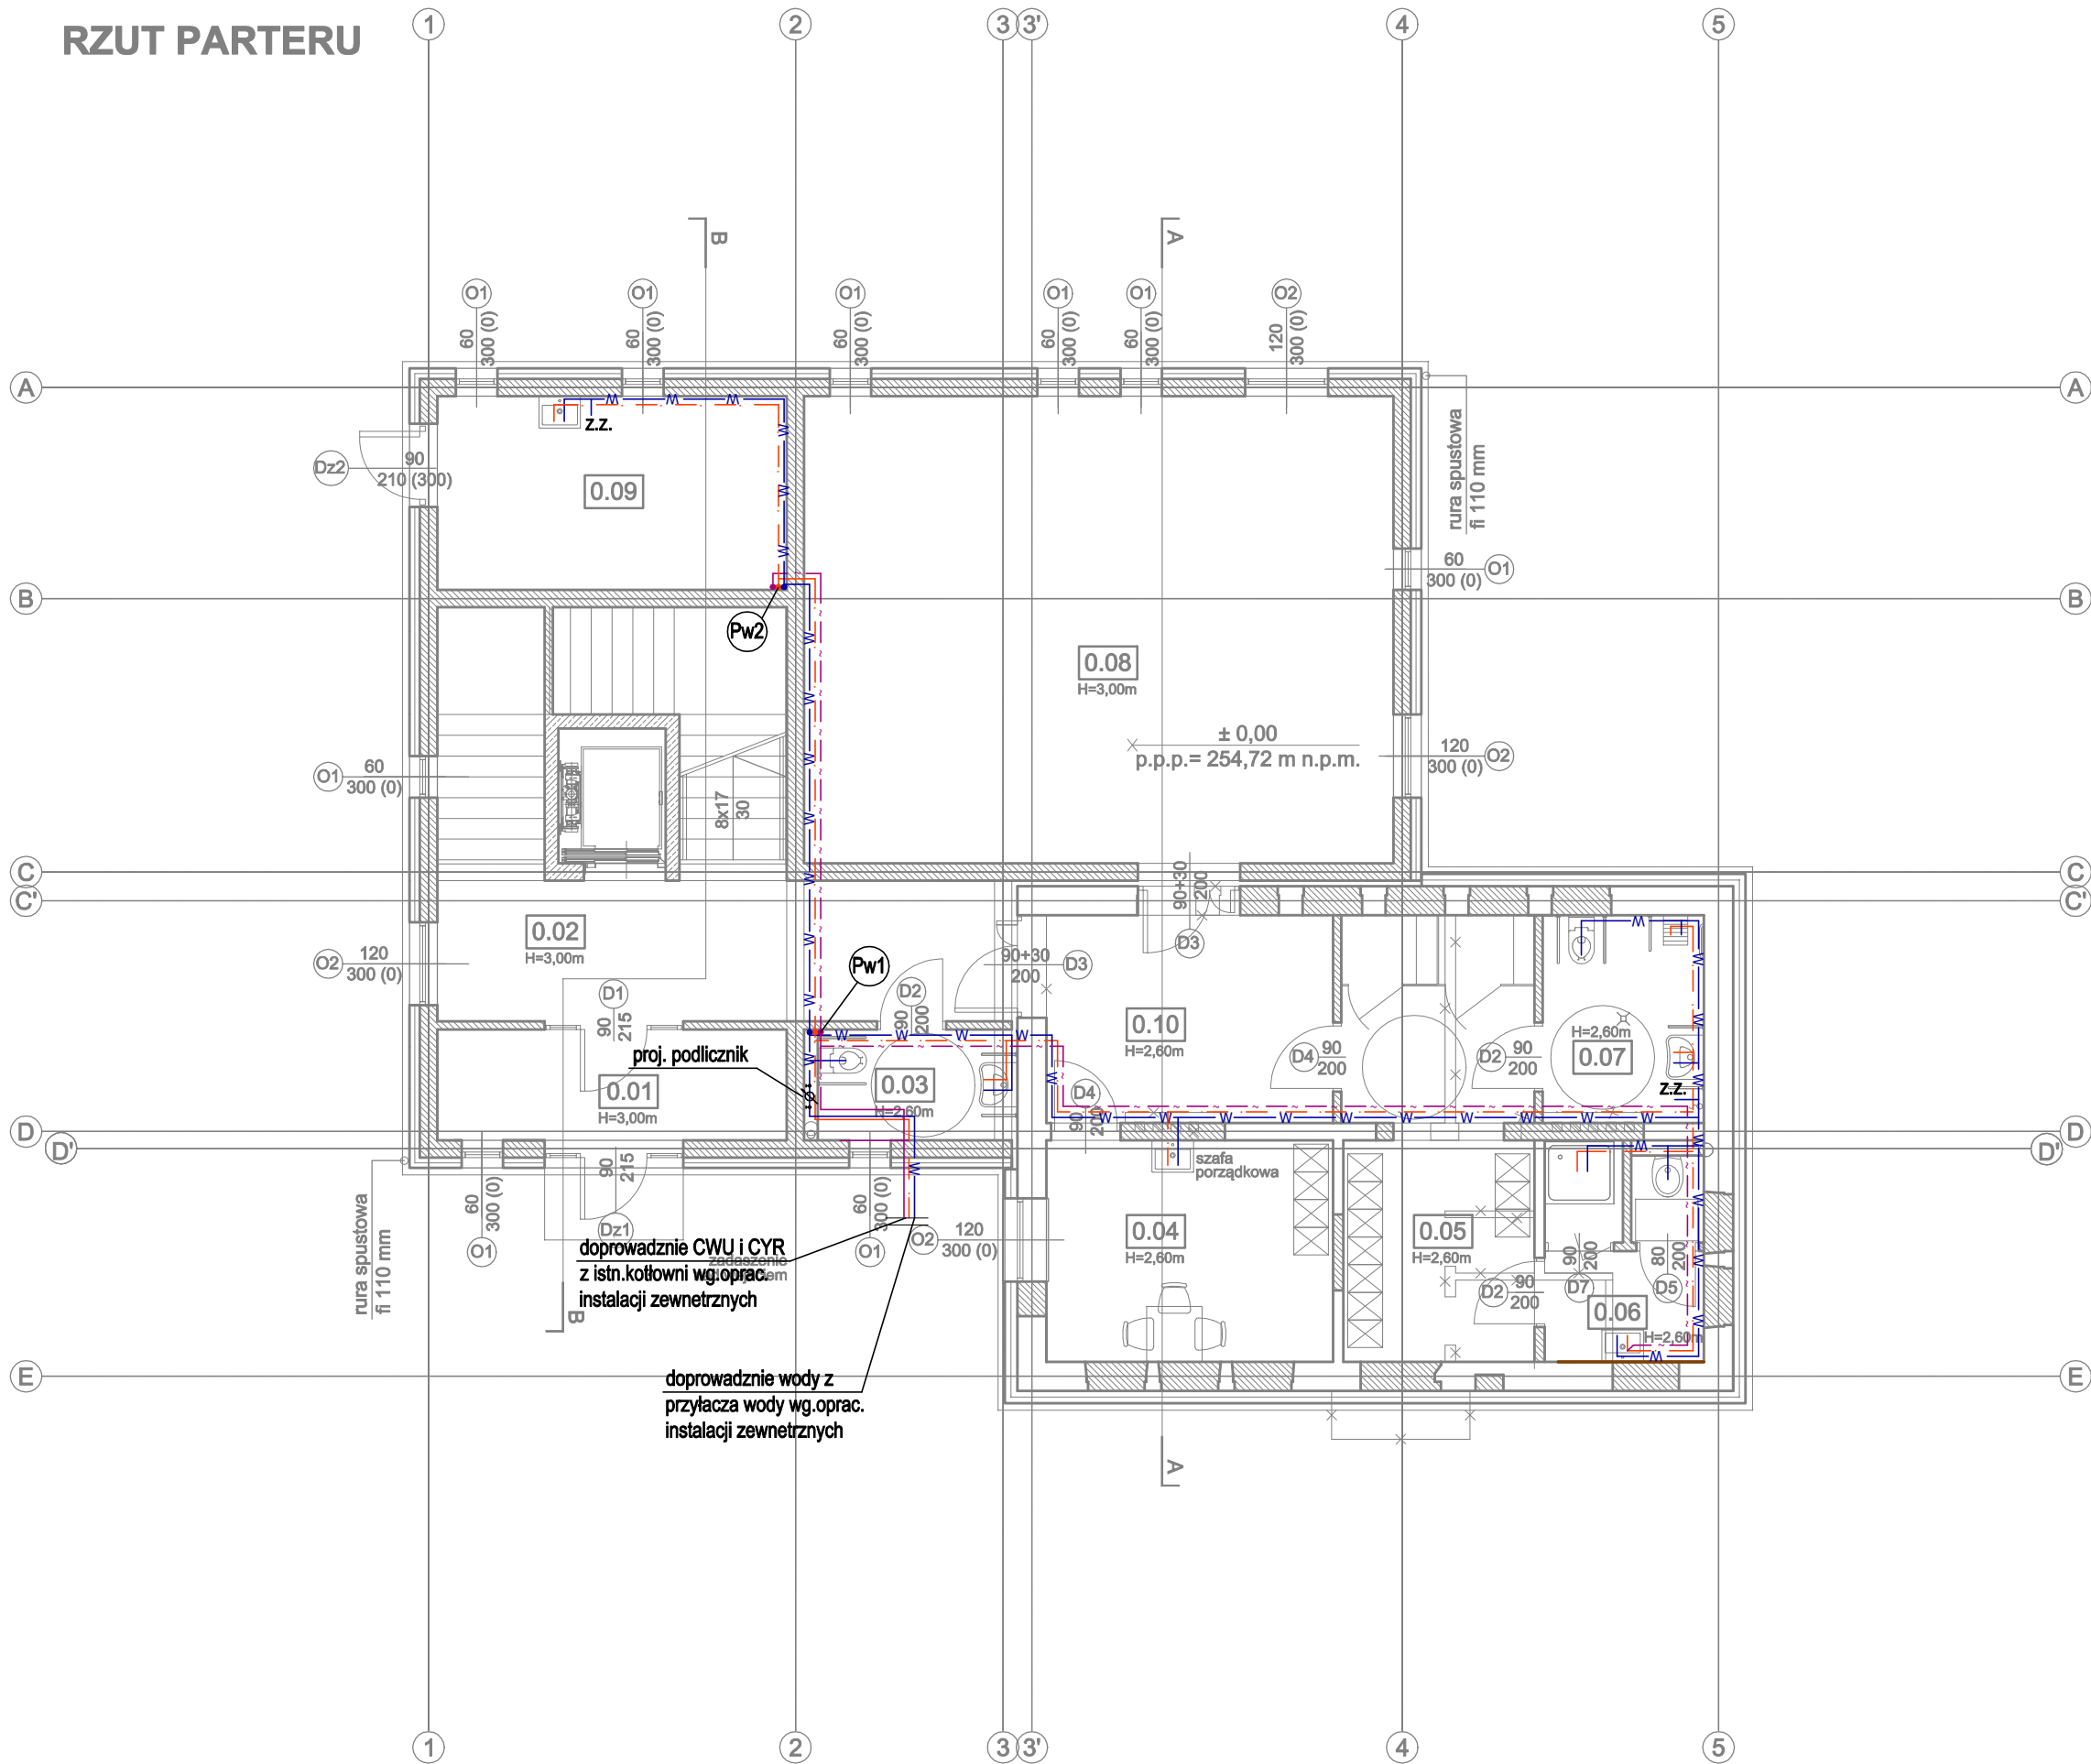 RZUT PARTERU
1
2
3
3'
4
5
B
A
O1
60
300 (0)
O1
60
300 (0)
O1
60
300 (0)
O1
60
300 (0)
O1
60
300 (0)
O2
120
300 (0)
A
A
z.z.
Dz2
90
210 (300)
0.09
rura spustowa
fi 110 mm
60
300 (0)
O1
B
B
Pw2
0.08
H=3,00m
± 0,00
p.p.p.= 254,72 m n.p.m.
120
300 (0)
O2
O1
60
300 (0)
8x17
30
C
C
C'
C'
90+30
200
D3
0.02
H=3,00m
O2
120
300 (0)
Pw1
90+30
200
D3
D1
90
215
D2
90
200
0.10
H=2,60m
H=2,60m
0.07
z.z.
D4
90
200
D2
90
200
proj. podlicznik
0.01
H=3,00m
0.03
H=2,60m
D4
90
200
D
D
D'
D'
szafa
porządkowa
rura spustowa
fi 110 mm
60
300 (0)
O1
90
215
Dz1
60
300 (0)
O1
O2
120
300 (0)
0.04
H=2,60m
0.05
H=2,60m
90
200
D7
80
200
D5
D2
90
200
0.06
H=2,60m
doprowadznie CWU i CYR
z istn.kotłowni wg.oprac.
instalacji zewnetrznych
zadaszenie
B
doprowadznie wody z
przyłacza wody wg.oprac.
instalacji zewnetrznych
E
E
A
1
2
3
3'
4
5
W W W W W W W W W W W W W W W W W W W W W W W W W W W W W W W W W W